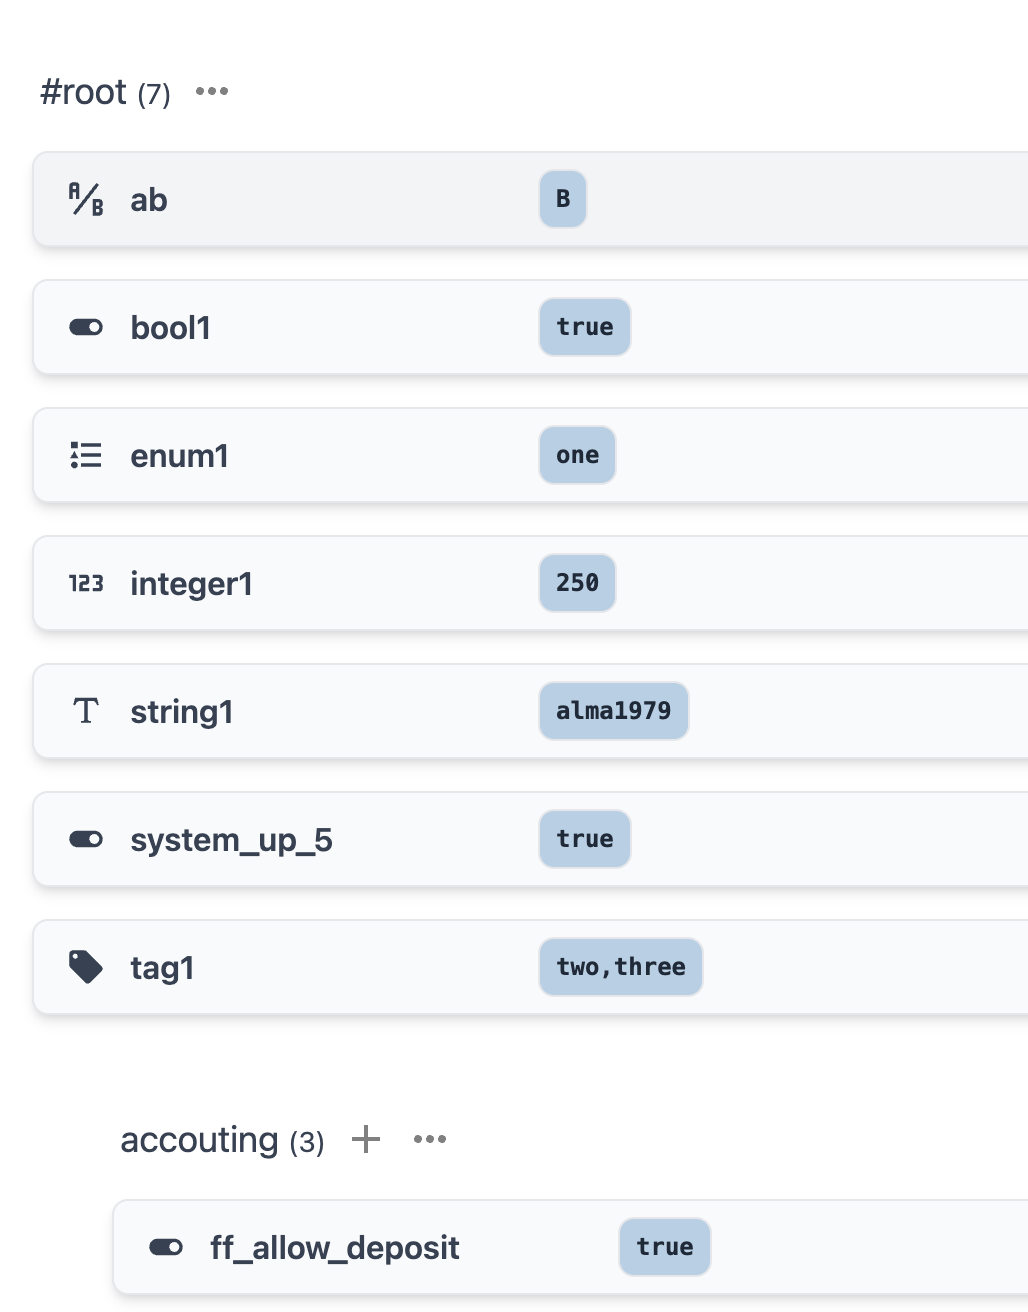 #root (7) •••
A/B ab B
bool1 true
enum1 one
123 integer1 250
T string1 alma1979
system_up_5 true
tag1 two,three
accouting (3) + •••
ff_allow_deposit true